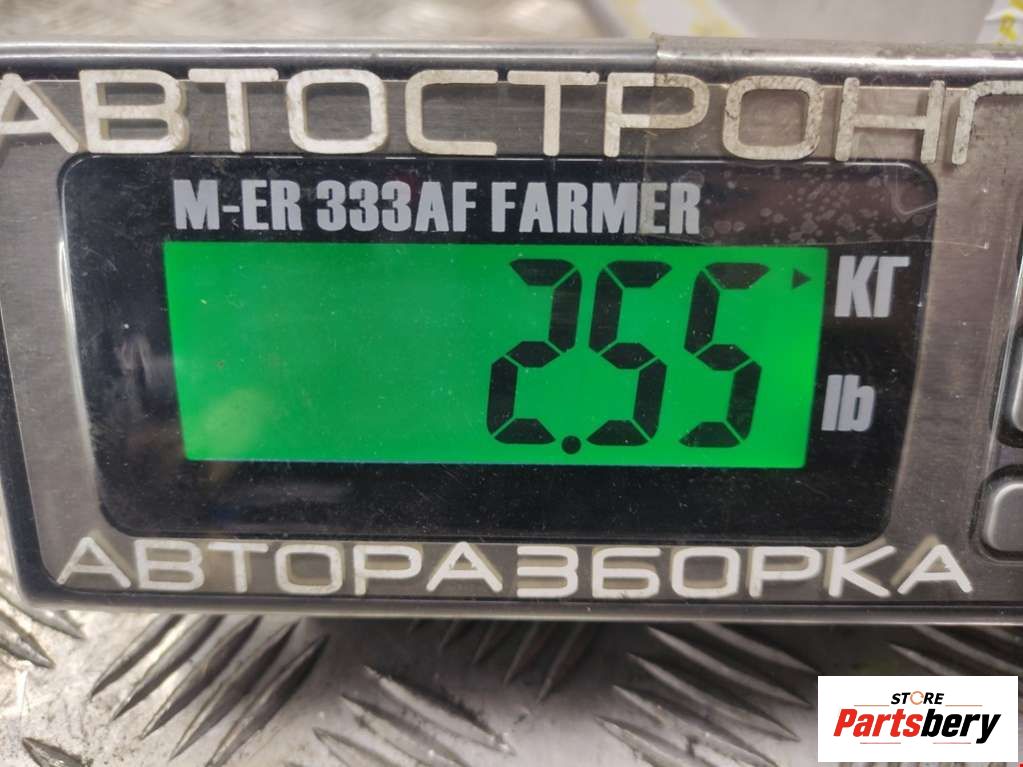 АВТОСТРОНГ
M-ER 333AF FARMER
2.55
КГ
lb
АВТОРАЗБОРКА
STORE
Partsbery